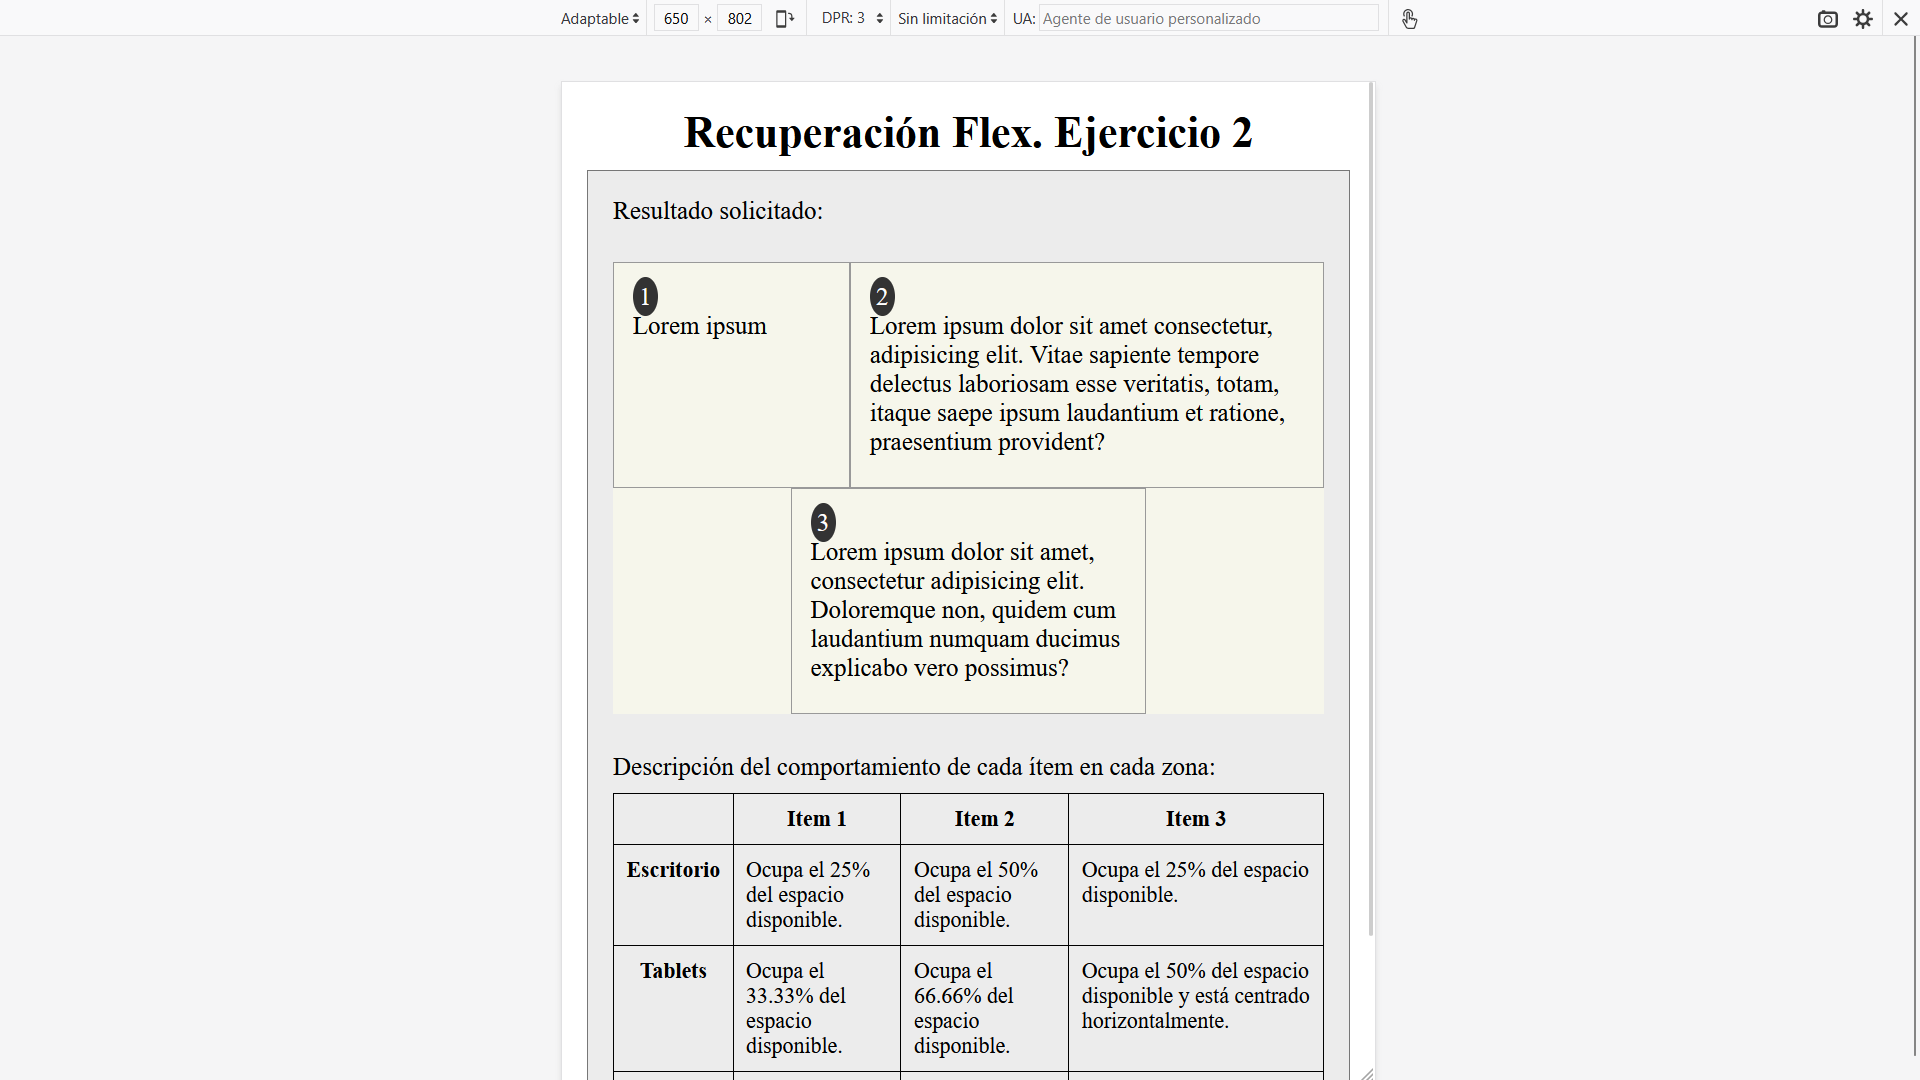 Adaptable 650 × 802 DPR: 3 Sin limitación UA: Agente de usuario personalizado
Recuperación Flex. Ejercicio 2
Resultado solicitado:
1
Lorem ipsum
2
Lorem ipsum dolor sit amet consectetur,
adipisicing elit. Vitae sapiente tempore
delectus laboriosam esse veritatis, totam,
itaque saepe ipsum laudantium et ratione,
praesentium provident?
3
Lorem ipsum dolor sit amet,
consectetur adipisicing elit.
Doloremque non, quidem cum
laudantium numquam ducimus
explicabo vero possimus?
Descripción del comportamiento de cada ítem en cada zona:
Item 1 Item 2 Item 3
Escritorio
Ocupa el 25%
del espacio
disponible.
Ocupa el 50%
del espacio
disponible.
Ocupa el 25% del espacio
disponible.
Tablets
Ocupa el
33.33% del
espacio
disponible.
Ocupa el
66.66% del
espacio
disponible.
Ocupa el 50% del espacio
disponible y está centrado
horizontalmente.